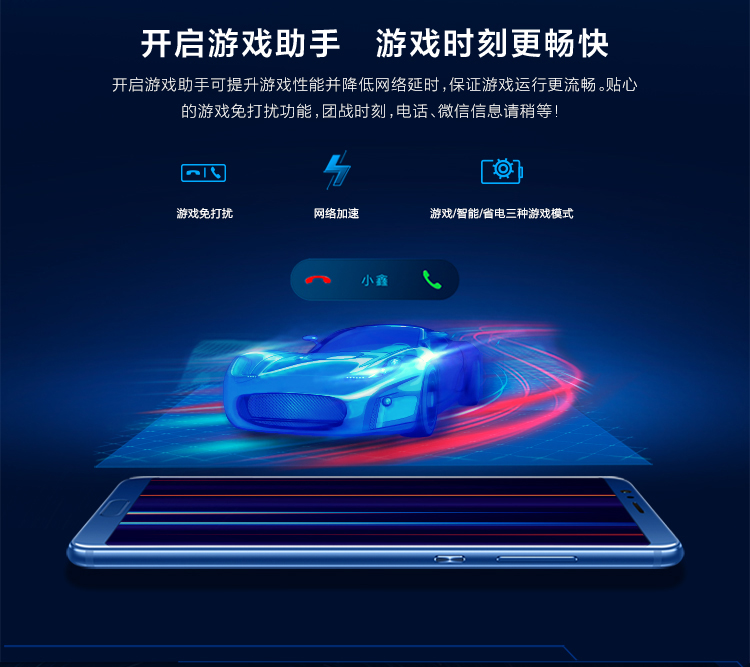 开启游戏助手 游戏时刻更畅快
开启游戏助手可提升游戏性能并降低网络延时,保证游戏运行更流畅。贴心
的游戏免打扰功能,团战时刻,电话、微信信息请稍等!
游戏免打扰
网络加速
游戏/智能/省电三种游戏模式
小鑫